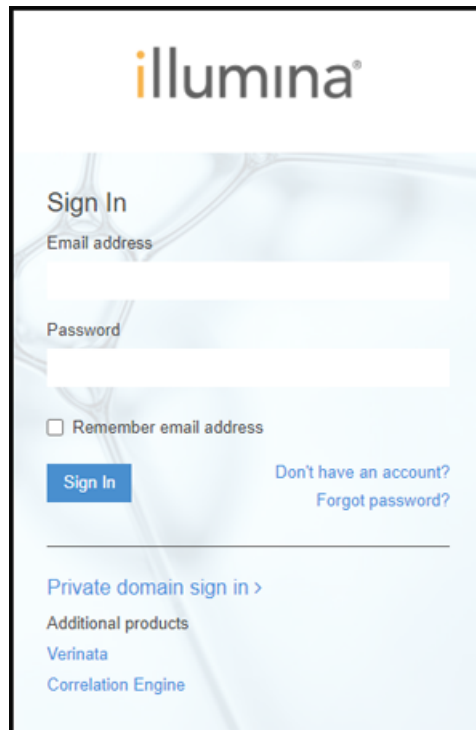 illumina®
Sign In
Email address
Password
Remember email address
Sign In
Don't have an account?
Forgot password?
Private domain sign in >
Additional products
Verinata
Correlation Engine